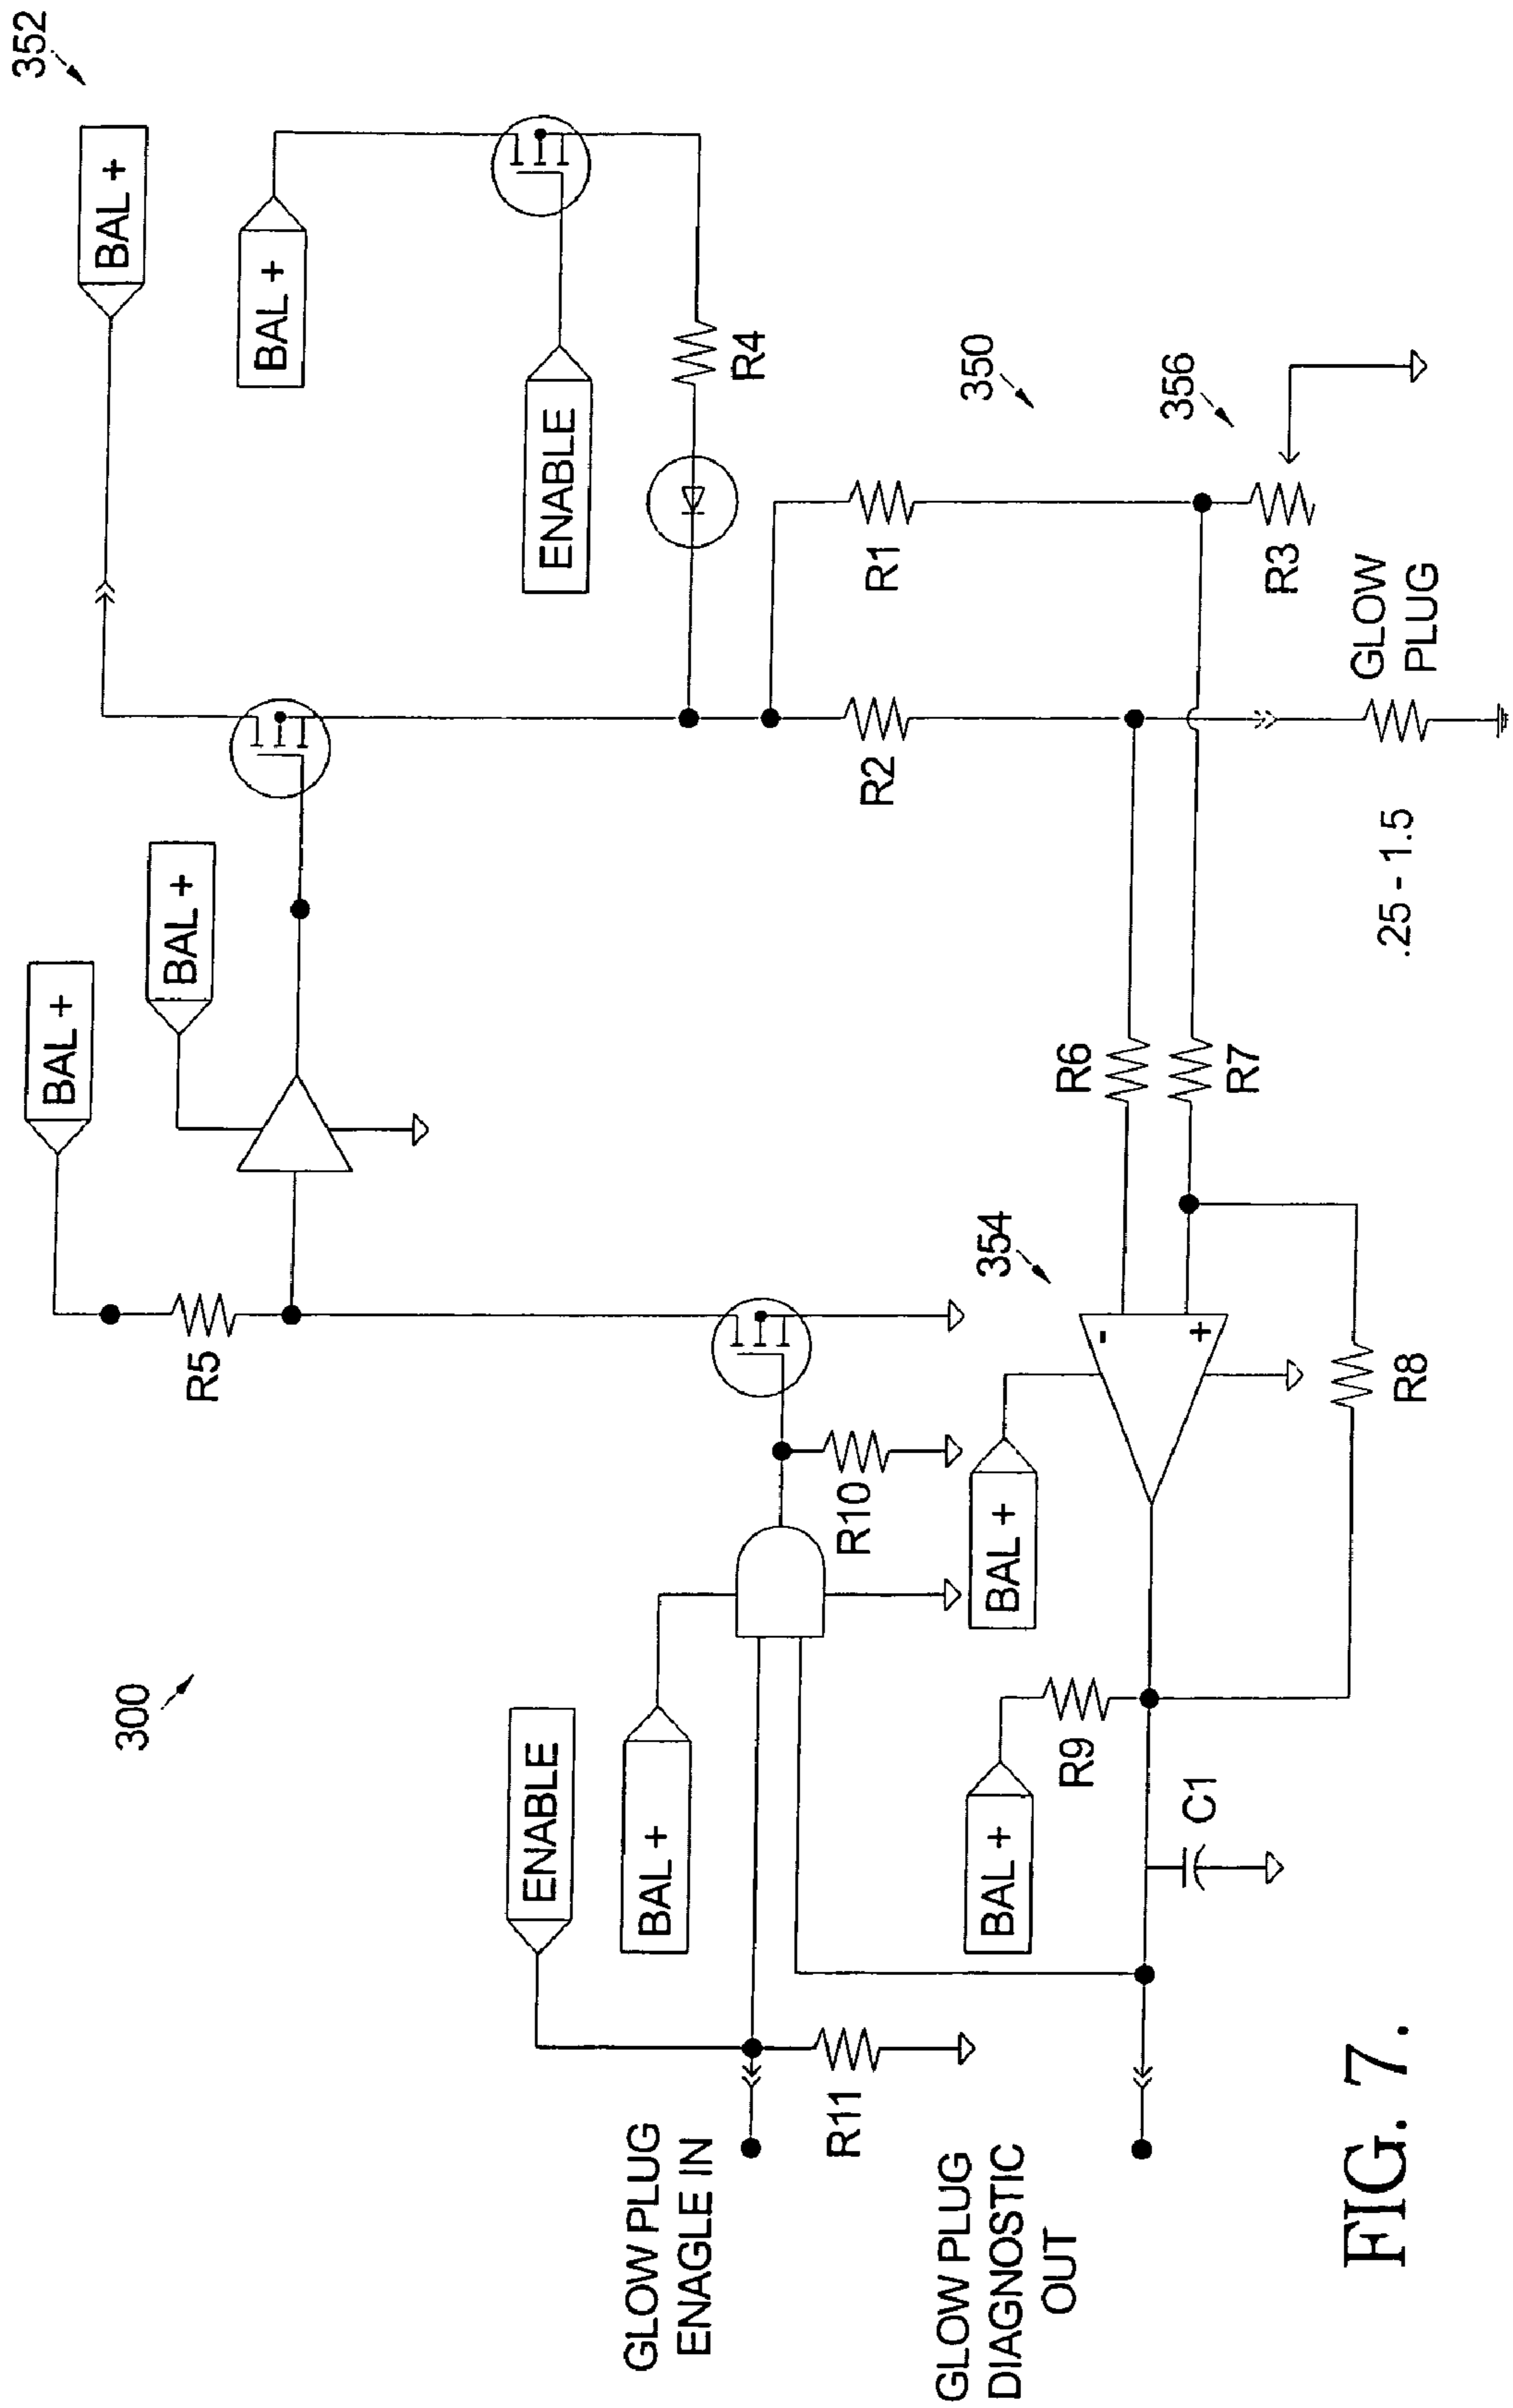 352
BAL +
BAL +
BAL +
BAL +
ENABLE
R4
R5
350
356
R1
R2
R3
GLOW
PLUG
.25 - 1.5
R6
R7
354
300
R10
BAL +
R8
ENABLE
BAL +
BAL +
R9
C1
R11
GLOW PLUG
ENAGLE IN
GLOW PLUG
DIAGNOSTIC
OUT
FIG. 7.
-
+